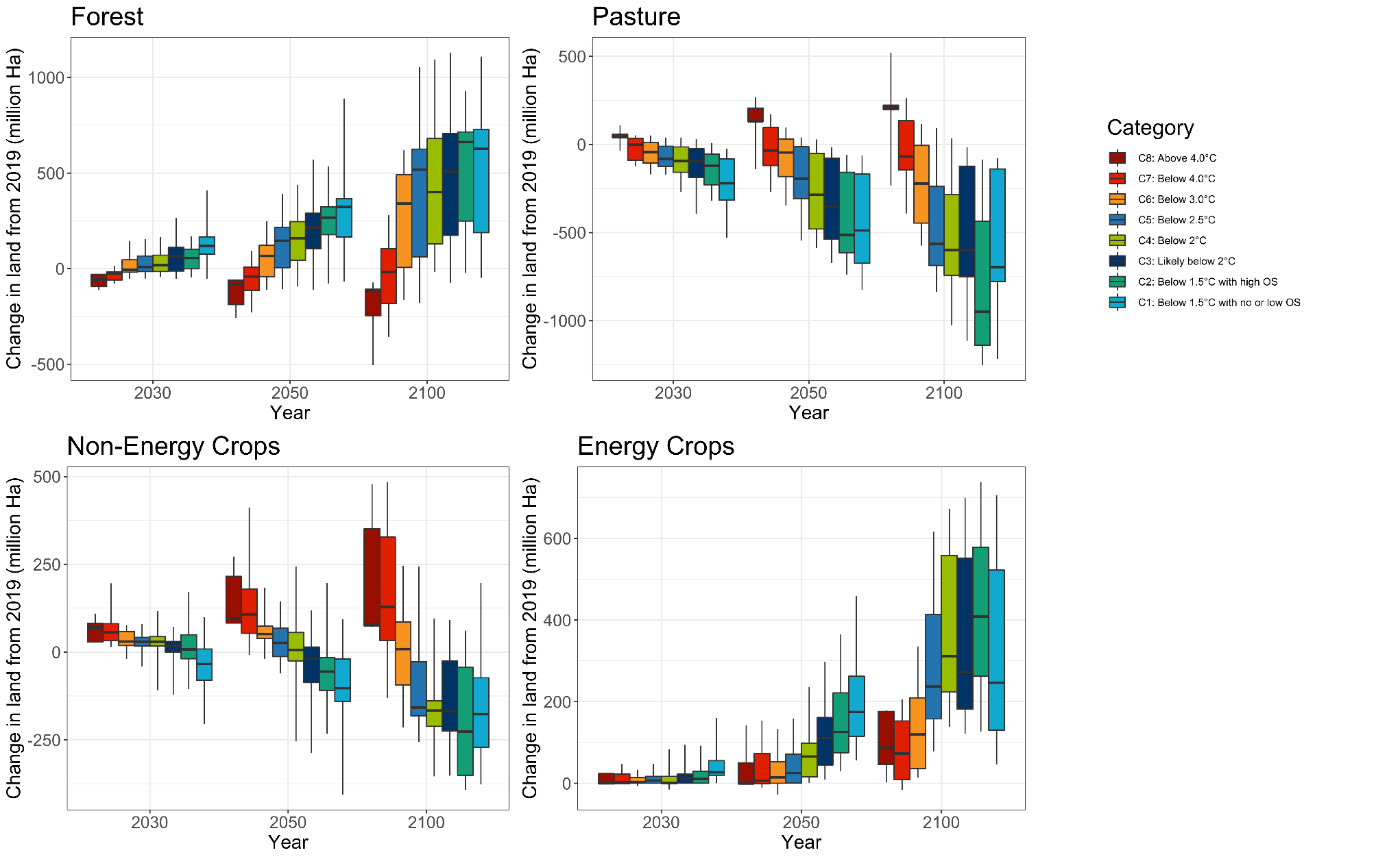 Forest
Change in land from 2019 (million Ha)
1000
500
0
-500
2030
2050
2100
Year
Pasture
Change in land from 2019 (million Ha)
500
0
-500
-1000
2030
2050
2100
Year
Category
C8: Above 4.0°C
C7: Below 4.0°C
C6: Below 3.0°C
C5: Below 2.5°C
C4: Below 2°C
C3: Likely below 2°C
C2: Below 1.5°C with high OS
C1: Below 1.5°C with no or low OS
Non-Energy Crops
Change in land from 2019 (million Ha)
500
250
0
-250
2030
2050
2100
Year
Energy Crops
Change in land from 2019 (million Ha)
600
400
200
0
2030
2050
2100
Year